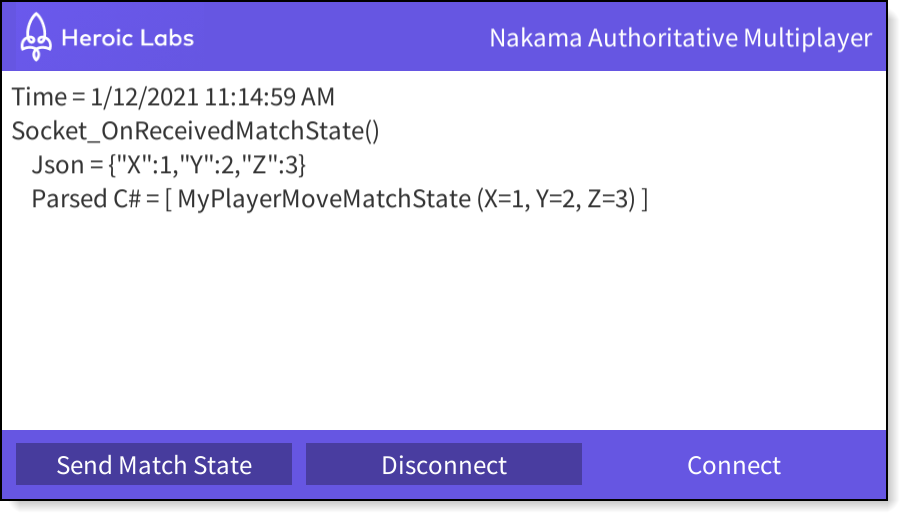 Heroic Labs
Nakama Authoritative Multiplayer
Time = 1/12/2021 11:14:59 AM
Socket_OnReceivedMatchState()
Json = {"X":1,"Y":2,"Z":3}
Parsed C# = [ MyPlayerMoveMatchState (X=1, Y=2, Z=3) ]
Send Match State
Disconnect
Connect